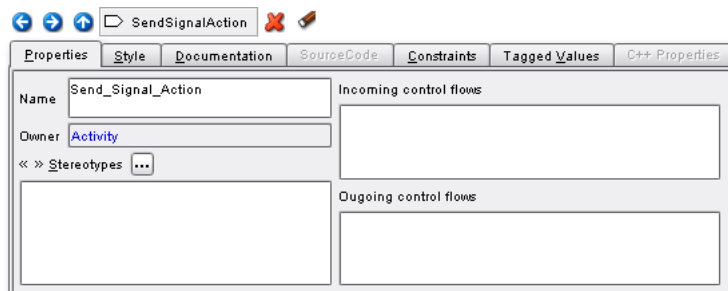 SendSignalAction
Properties Style Documentation SourceCode Constraints Tagged Values C++ Properties
Name Send_Signal_Action
Owner Activity
« » Stereotypes ...
Incoming control flows
Ougoing control flows